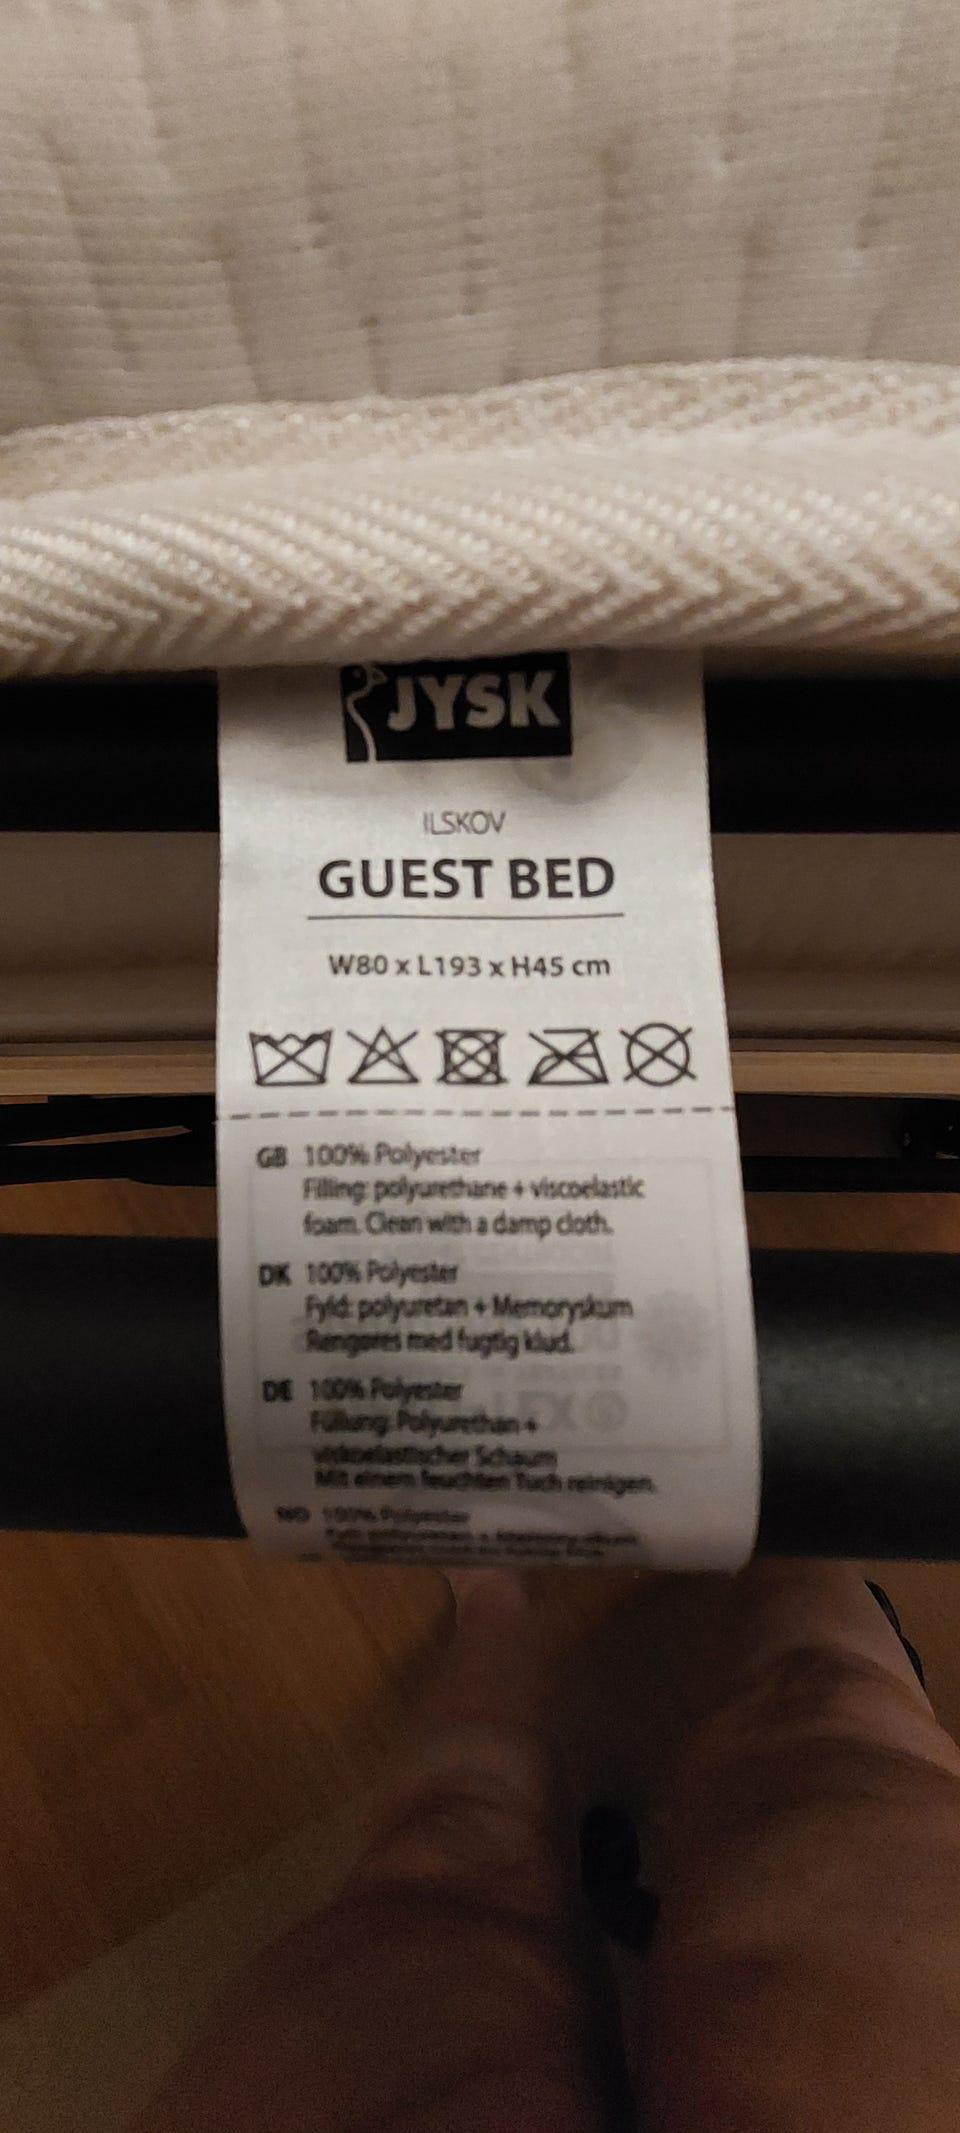 JYSK
ILSKOV
GUEST BED
W80 x L193 x H45 cm
GB 100% Polyester
Filling: polyurethane + viscoelastic
foam. Clean with a damp cloth.
DK 100% Polyester
Fyld: polyuretan + Memoryskum
Rengøres med fugtig klud.
DE 100% Polyester
Füllung: Polyurethan +
viskoelastischer Schaum
Mit einem feuchten Tuch reinigen.
NO 100% Polyester